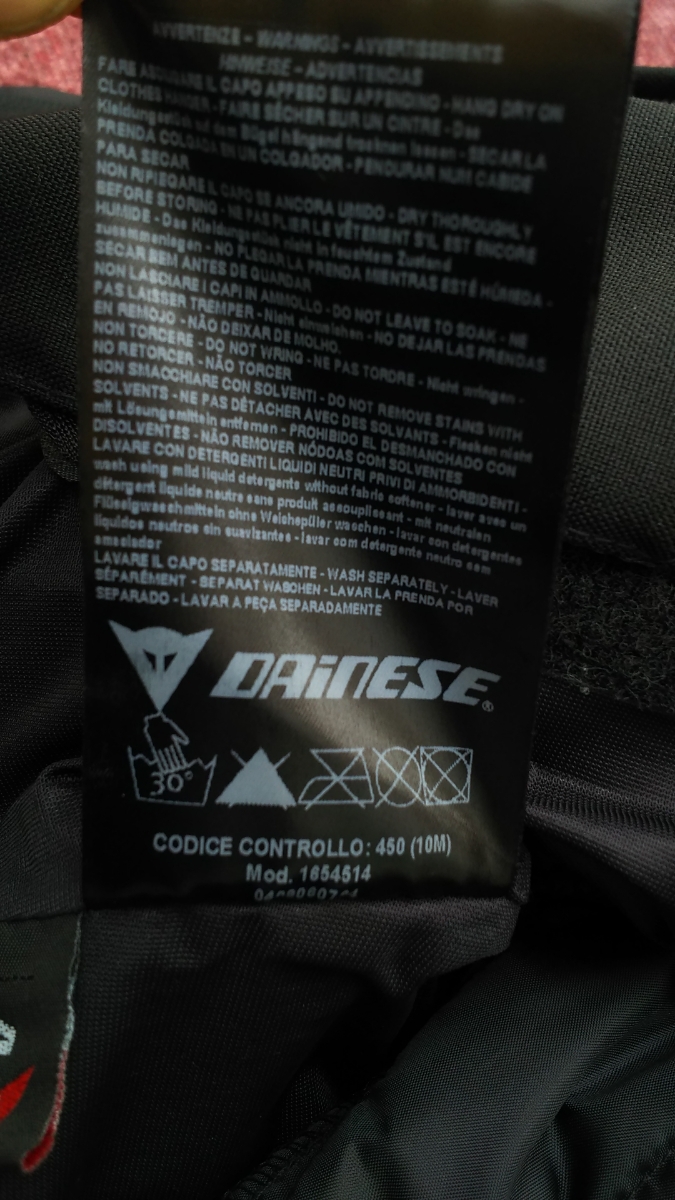 AVVERTENZE - WARNINGS - AVVERTISSEMENTS
HINWEISE - ADVERTENCIAS
FARE ASCIUGARE IL CAPO APPESO SU APPENDINO - HANG DRY ON
CLOTHES HANGER - FAIRE SÉCHER SUR UN CINTRE - Das
Kleidungsstück auf dem Bügel hängend trocknen lassen - SECAR LA
PRENDA COLGADA EN UN COLGADOR - PENDURAR NUM CABIDE
PARA SECAR
NON RIPIEGARE IL CAPO SE ANCORA UMIDO - DRY THOROUGHLY
BEFORE STORING - NE PAS PLIER LE VÊTEMENT S'IL EST ENCORE
HUMIDE - Das Kleidungsstück nicht in feuchtem Zustand
zusammenlegen - NO PLEGAR LA PRENDA MIENTRAS ESTÉ HÚMEDA -
SECAR BEM ANTES DE GUARDAR
NON LASCIARE I CAPI IN AMMOLLO - DO NOT LEAVE TO SOAK - NE
PAS LAISSER TREMPER - Nicht einweichen - NO DEJAR LAS PRENDAS
EN REMOJO - NÃO DEIXAR DE MOLHO.
NON TORCERE - DO NOT WRING - NE PAS TORDRE - Nicht wringen -
NO RETORCER - NÃO TORCER
NON SMACCHIARE CON SOLVENTI - DO NOT REMOVE STAINS WITH
SOLVENTS - NE PAS DÉTACHER AVEC DES SOLVANTS - Flecken nicht
mit Lösungsmitteln entfernen - PROHIBIDO EL DESMANCHADO CON
DISOLVENTES - NÃO REMOVER NÓDOAS COM SOLVENTES
LAVARE CON DETERGENTI LIQUIDI NEUTRI PRIVI DI AMMORBIDENTI -
wash using mild liquid detergents without fabric softener - laver avec un
détergent liquide neutre sans produit assouplissant - mit neutralen
Flüssigwaschmitteln ohne Weichspüler waschen - lavar con detergentes
líquidos neutros sin suavizantes - lavar com detergente neutro sem
amaciador
LAVARE IL CAPO SEPARATAMENTE - WASH SEPARATELY - LAVER
SÉPARÉMENT - SEPARAT WASCHEN - LAVAR LA PRENDA POR
SEPARADO - LAVAR A PEÇA SEPARADAMENTE
DAINESE®
30°
CODICE CONTROLLO: 450 (10M)
Mod. 1654514